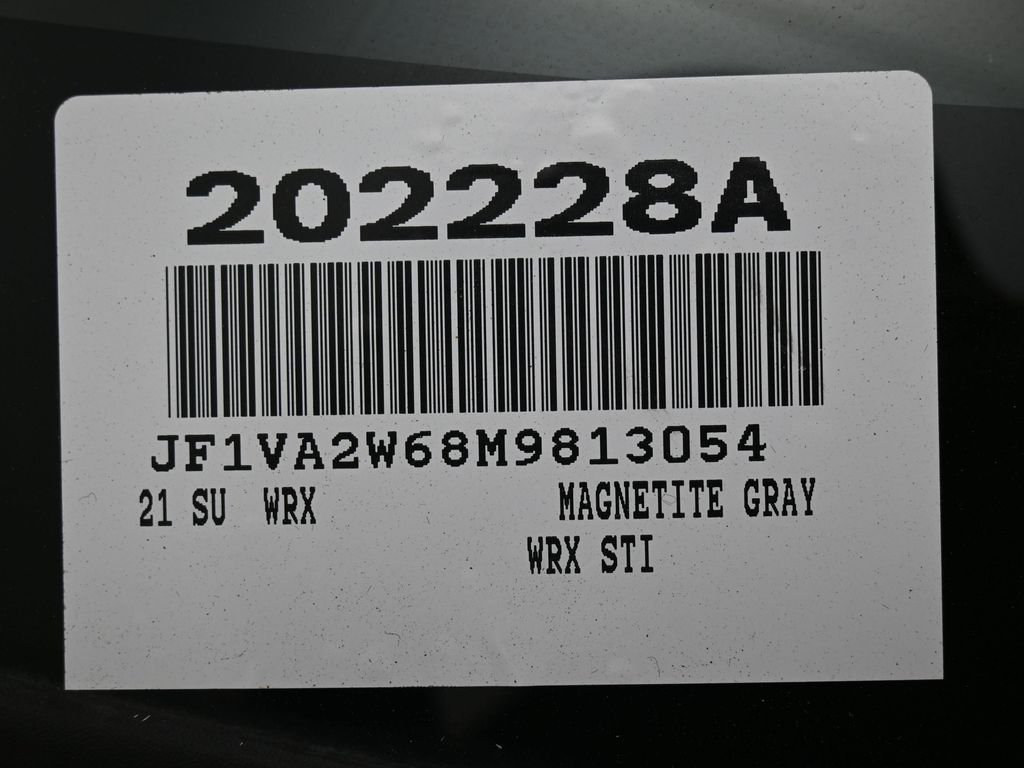 202228A
JF1VA2W68M9813054
21 SU WRX MAGNETITE GRAY
WRX STI